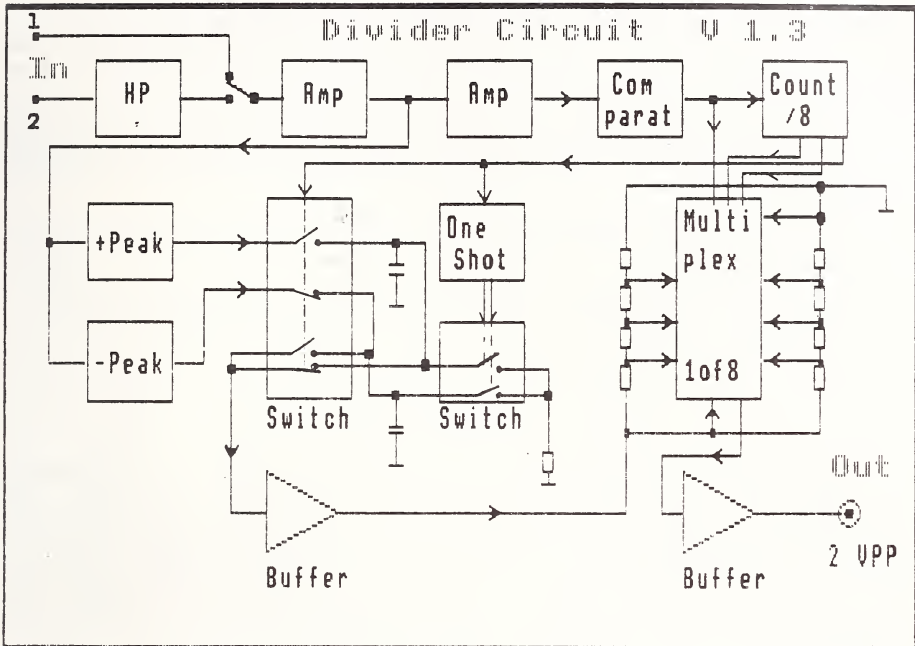 1
Divider Circuit V 1.3
In
2
HP
Amp
Amp
Com
parat
Count
/8
+Peak
One
Shot
Multi
plex
-Peak
1of8
Switch
Switch
Out
2 VPP
Buffer
Buffer